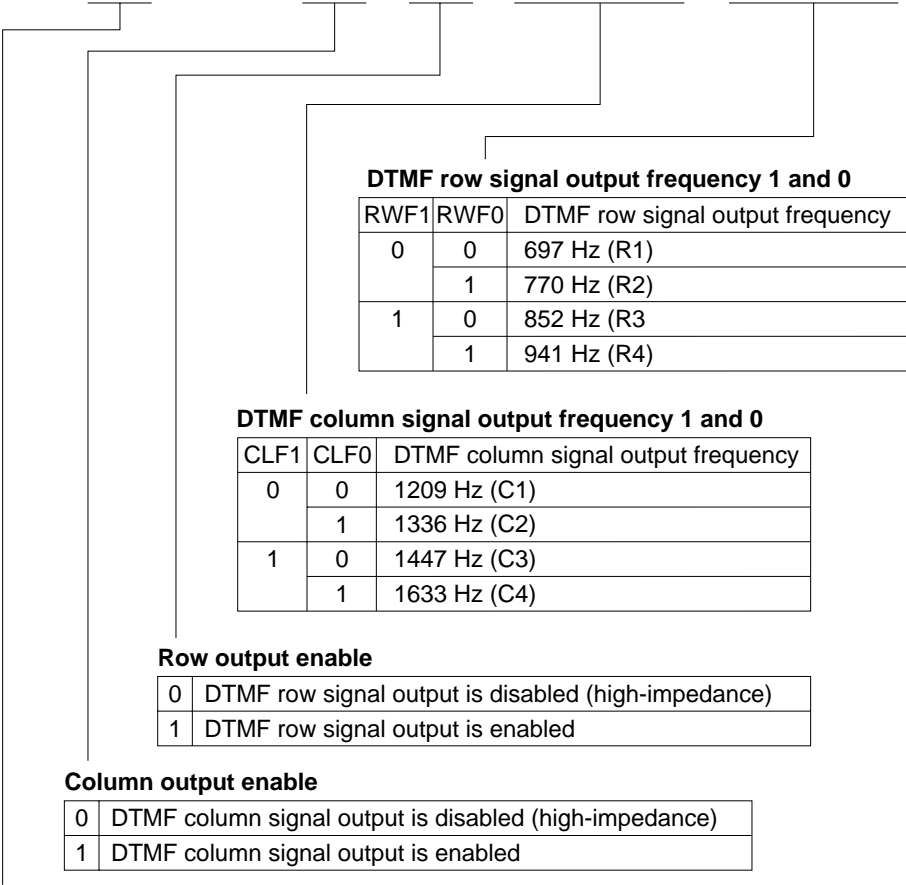 DTMF row signal output frequency 1 and 0
RWF1 RWF0 DTMF row signal output frequency
0 0 697 Hz (R1)
1 770 Hz (R2)
1 0 852 Hz (R3
1 941 Hz (R4)
DTMF column signal output frequency 1 and 0
CLF1 CLF0 DTMF column signal output frequency
0 0 1209 Hz (C1)
1 1336 Hz (C2)
1 0 1447 Hz (C3)
1 1633 Hz (C4)
Row output enable
0 DTMF row signal output is disabled (high-impedance)
1 DTMF row signal output is enabled
Column output enable
0 DTMF column signal output is disabled (high-impedance)
1 DTMF column signal output is enabled